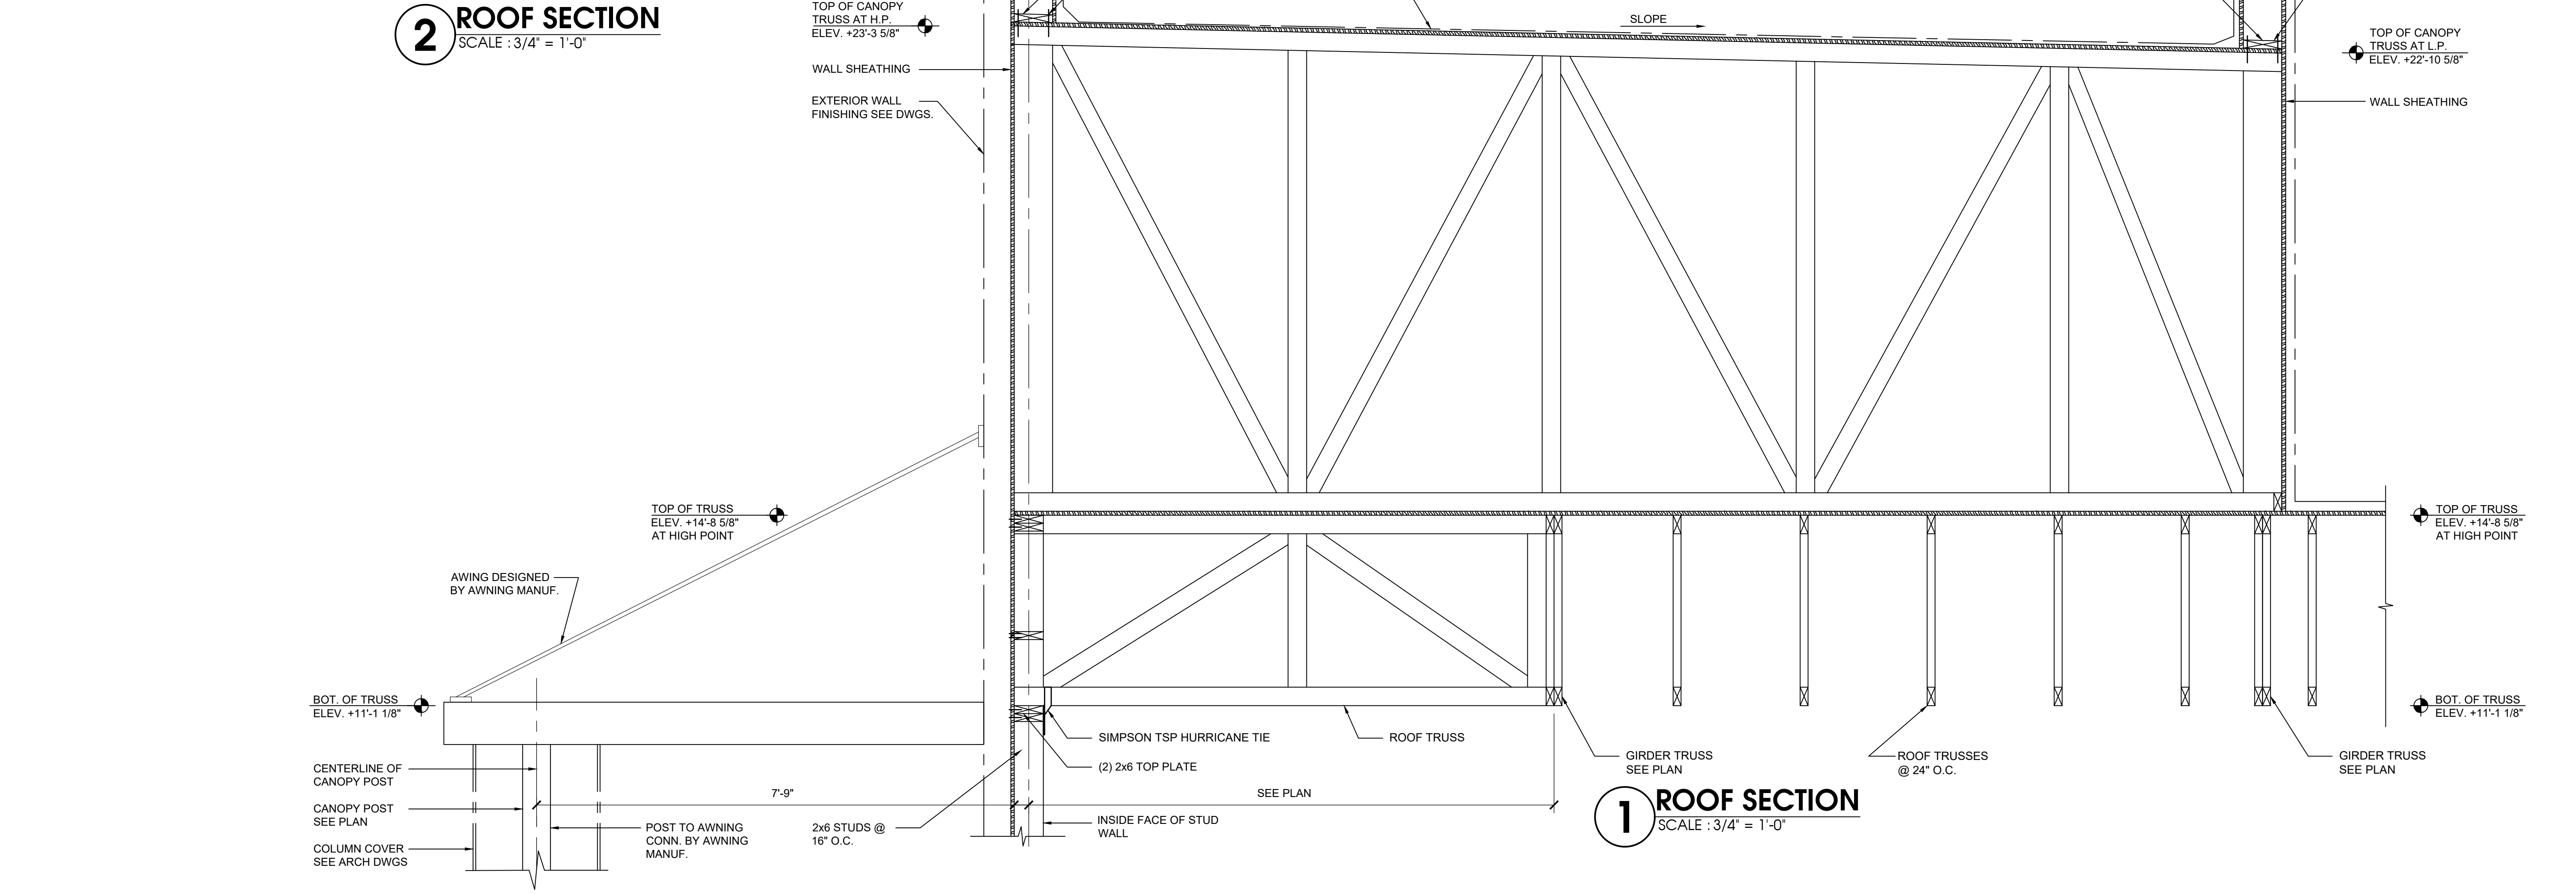 2
ROOF SECTION
SCALE : 3/4" = 1'-0"
TOP OF CANOPY
TRUSS AT H.P.
ELEV. +23'-3 5/8"
SLOPE
TOP OF CANOPY
TRUSS AT L.P.
ELEV. +22'-10 5/8"
WALL SHEATHING
EXTERIOR WALL
FINISHING SEE DWGS.
WALL SHEATHING
TOP OF TRUSS
ELEV. +14'-8 5/8"
AT HIGH POINT
TOP OF TRUSS
ELEV. +14'-8 5/8"
AT HIGH POINT
AWING DESIGNED
BY AWNING MANUF.
BOT. OF TRUSS
ELEV. +11'-1 1/8"
BOT. OF TRUSS
ELEV. +11'-1 1/8"
SIMPSON TSP HURRICANE TIE
ROOF TRUSS
(2) 2x6 TOP PLATE
GIRDER TRUSS
SEE PLAN
ROOF TRUSSES
@ 24" O.C.
GIRDER TRUSS
SEE PLAN
CENTERLINE OF
CANOPY POST
7'-9"
SEE PLAN
CANOPY POST
SEE PLAN
POST TO AWNING
CONN. BY AWNING
MANUF.
2x6 STUDS @
16" O.C.
INSIDE FACE OF STUD
WALL
COLUMN COVER
SEE ARCH DWGS
1
ROOF SECTION
SCALE : 3/4" = 1'-0"